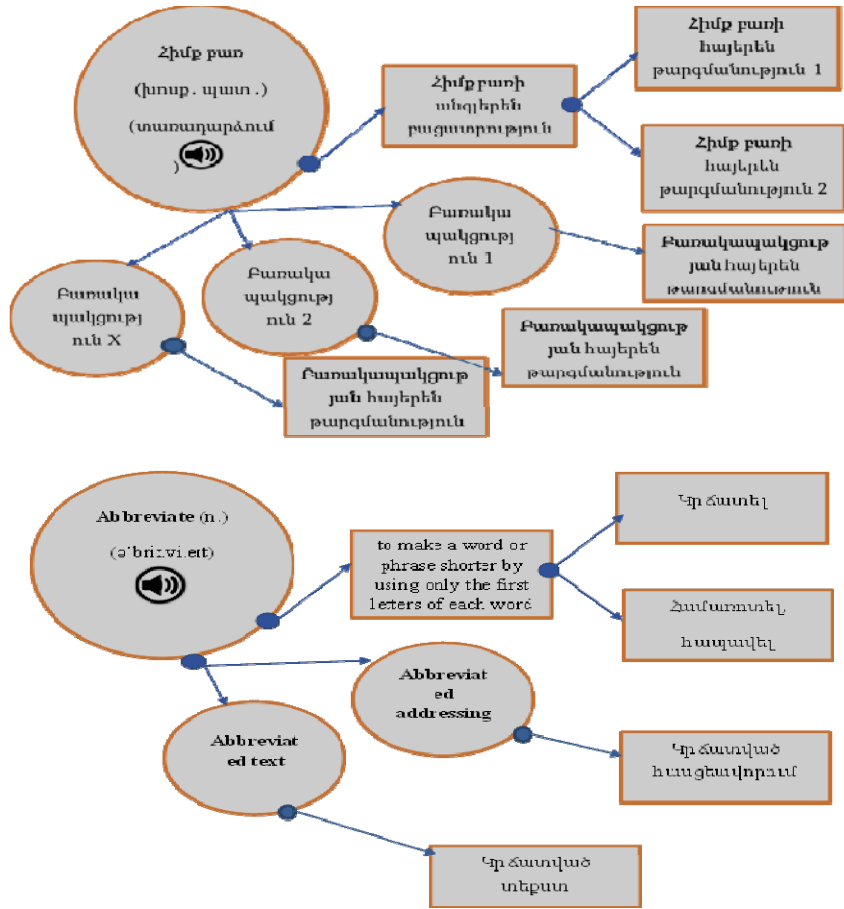 Հիմք բառ
(խոսք. պատ.)
(տառադարձում
)
Հիմք բառի
անգլերեն
բացատրություն
Հիմք բառի
հայերեն
թարգմանություն 1
Հիմք բառի
հայերեն
թարգմանություն 2
Բառակա
պակցությ
ուն 1
Բառակապակցութ
յան հայերեն
թարգմանություն
Բառակա
պակցությ
ուն 2
Բառակապակցութ
յան հայերեն
թարգմանություն
Բառակա
պակցությ
ուն X
Բառակապակցութ
յան հայերեն
թարգմանություն
Abbreviate (n.)
(əˈbriː.vi.eɪt)
to make a word or
phrase shorter by
using only the first
letters of each word
Կրճատել
Համառոտել,
հապավել
Abbreviat
ed
addressing
Կրճատված
հասցեավորում
Abbreviat
ed text
Կրճատված
տեքստ